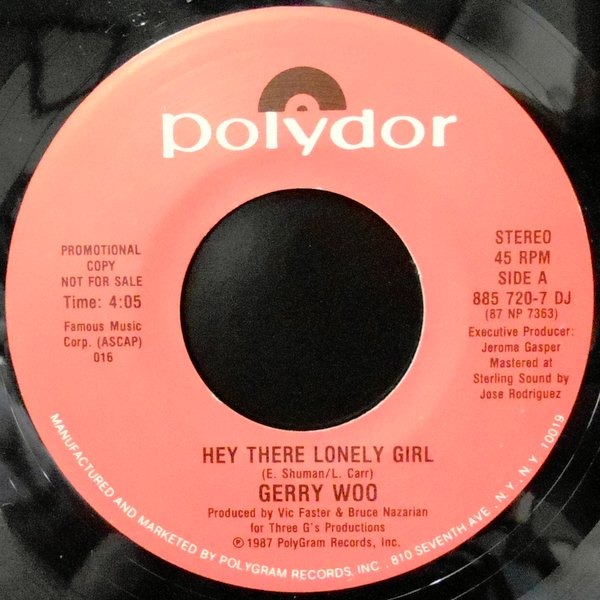 polydor
PROMOTIONAL
COPY
NOT FOR SALE
Time: 4:05
Famous Music
Corp. (ASCAP)
016
STEREO
45 RPM
SIDE A
885 720-7 DJ
(87 NP 7363)
Executive Producer:
Jerome Gasper
Mastered at
Sterling Sound by
Jose Rodriguez
HEY THERE LONELY GIRL
(E. Shuman/L. Carr)
GERRY WOO
Produced by Vic Faster & Bruce Nazarian
for Three G's Productions
℗ 1987 PolyGram Records, Inc.
MANUFACTURED AND MARKETED BY POLYGRAM RECORDS, INC. 810 SEVENTH AVE. N.Y., N.Y. 10019